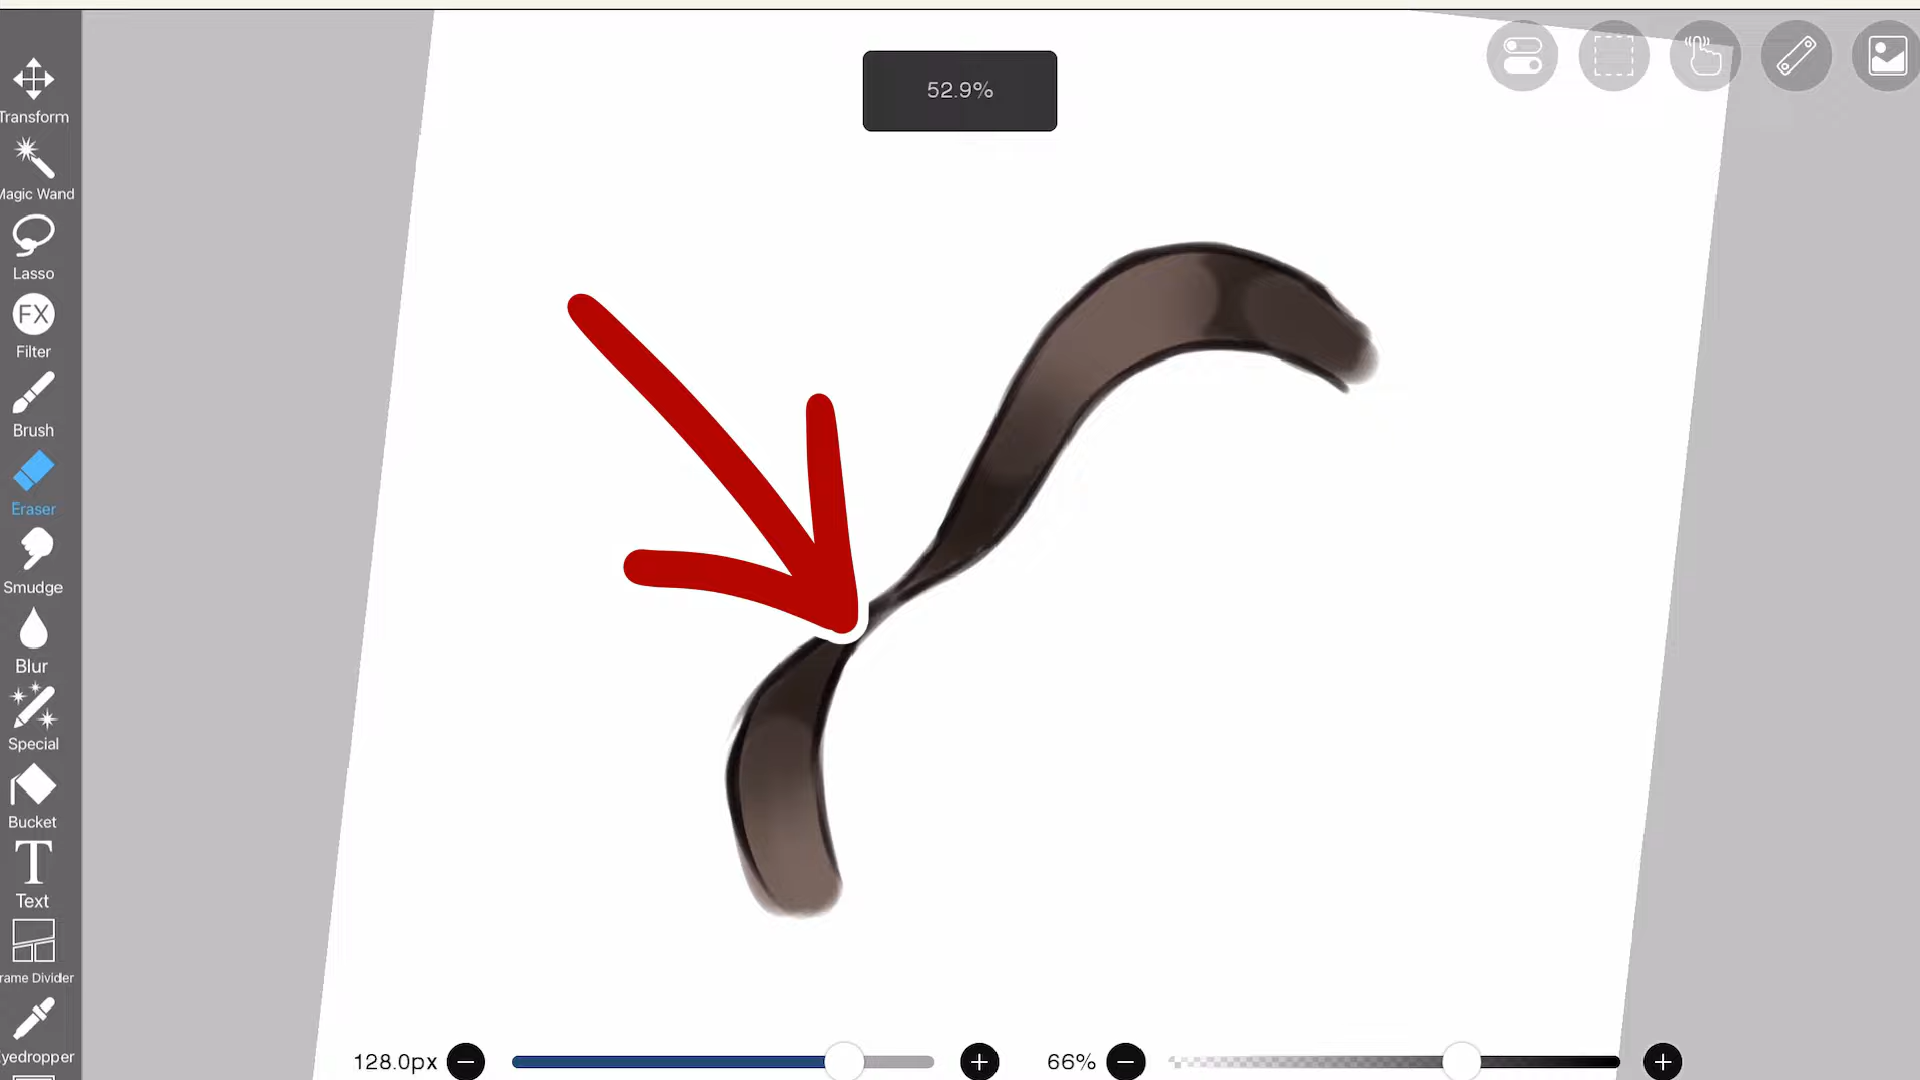 52.9%
Transform
Magic Wand
Lasso
FX
Filter
Brush
Eraser
Smudge
Blur
Special
Bucket
T
Text
rame Divider
yedropper
128.0px
66%